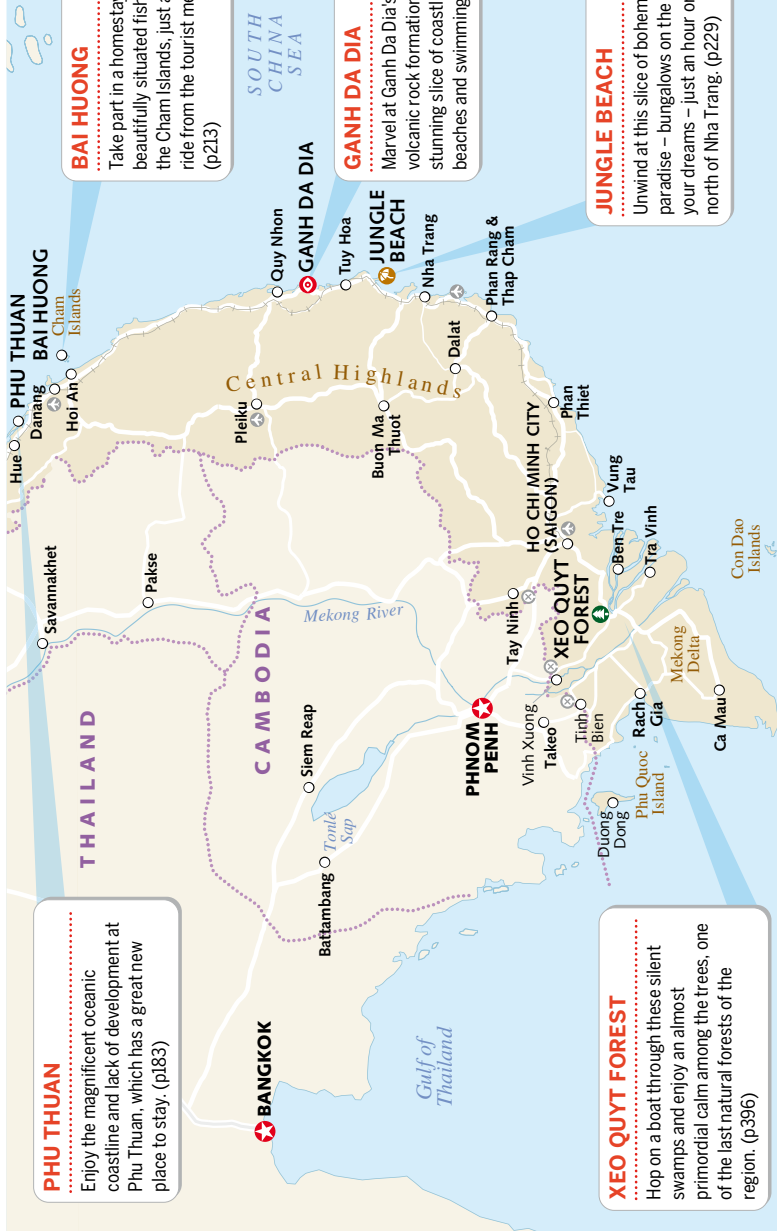 PHU THUAN
Enjoy the magnificent oceanic
coastline and lack of development at
Phu Thuan, which has a great new
place to stay. (p183)
BAI HUONG
Take part in a homestay
beautifully situated fish
the Cham Islands, just a
ride from the tourist me
(p213)
GANH DA DIA
Marvel at Ganh Da Dia's
volcanic rock formation
stunning slice of coastl
beaches and swimming
JUNGLE BEACH
Unwind at this slice of bohem
paradise – bungalows on the
your dreams – just an hour or
north of Nha Trang. (p229)
XEO QUYT FOREST
Hop on a boat through these silent
swamps and enjoy an almost
primordial calm among the trees, one
of the last natural forests of the
region. (p396)
Hue
PHU THUAN
Danang
BAI HUONG
Cham
Islands
Hoi An
Savannakhet
Pakse
THAILAND
CAMBODIA
SOUTH
CHINA
SEA
Quy Nhon
GANH DA DIA
Tuy Hoa
JUNGLE
BEACH
Nha Trang
Phan Rang &
Thap Cham
Pleiku
Central Highlands
Buon Ma
Thuot
Dalat
Phan
Thiet
Mekong River
Siem Reap
Tonlé
Sap
Battambang
BANGKOK
Gulf of
Thailand
PHNOM
PENH
Tay Ninh
HO CHI MINH CITY
(SAIGON)
XEO QUYT
FOREST
Vung
Tau
Ben Tre
Tra Vinh
Vinh Xuong
Takeo
Tinh
Bien
Rach
Gia
Mekong
Delta
Ca Mau
Duong
Dong
Phu Quoc
Island
Con Dao
Islands